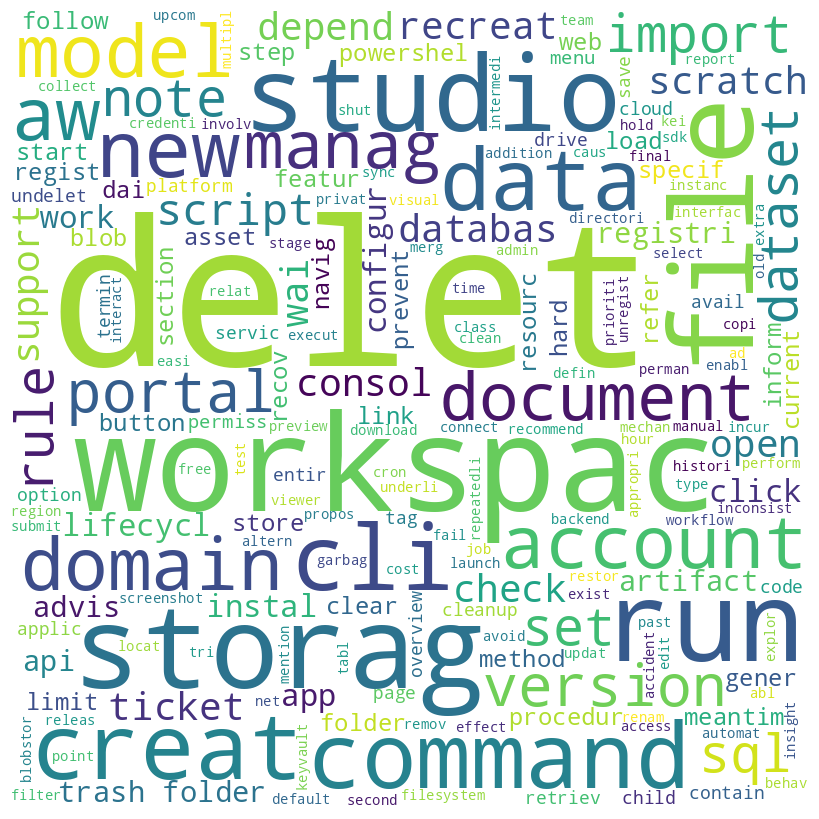 follow
upcom
multipl
depend
recreat
team
web
menu
import
model
step
powershel
collect
studio
intermedi
save
report
scratch
note
aw
credenti
involv
new
manag
shut
drive
cloud
hold
kei
sdk
load
final
start
regist
undelet
dai
platform
featur
sync
addition
caus
data
specif
instanc
file
dataset
work
script
privat
visual
configur
databas
directori
interfac
registri
blob
asset
stage
navig
merg
admin
select
old extra
support
termin
interact
section
wai
relat
delet
prevent
time
resourc
hard
prioriti
unregist
refer
avail
copi
servic
execut
class
clean
ad
enabl
inform
current
easi
recov
consol
defin
perman
rule
portal
document
button
permiss
preview
link
download
connect
recommend
mechan
manual
incur
hour
open
workspac
option
region
submit
free
test
entir
viewer
cron
underli
repeatedli
type
appropri
histori
perform
click
inconsist
lifecycl
store
propos
tag
backend
workflow
altern
garbag
fail
launch
job
account
domain
cli
cost
check
restor
artifact
code
advis
screenshot
instal
clear
exist
cleanup
applic
locat
tri
mention
tabl
overview
avoid
set
past
accident
edit
explor
run
api
storag
method
updat
abl
gener
limit
ticket
app
page
version
blobstor
releas
net
folder
remov
effect
procedur
renam
access
meantim
automat
insight
point
creat
keyvault
command
sql
behav
filter
trash folder
default
second
filesystem
retriev
child
contain